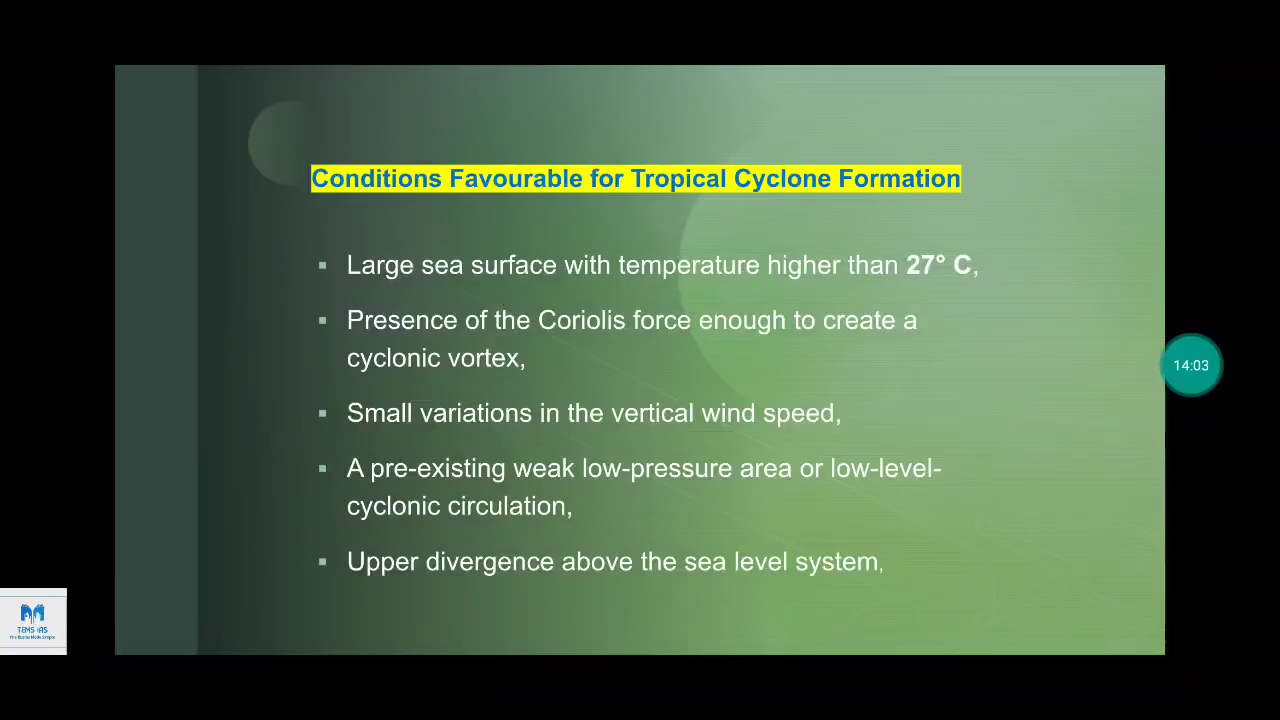 Conditions Favourable for Tropical Cyclone Formation
▪ Large sea surface with temperature higher than 27° C,
▪ Presence of the Coriolis force enough to create a
cyclonic vortex,
▪ Small variations in the vertical wind speed,
▪ A pre-existing weak low-pressure area or low-level-
cyclonic circulation,
▪ Upper divergence above the sea level system,
14:03
TEMS IAS